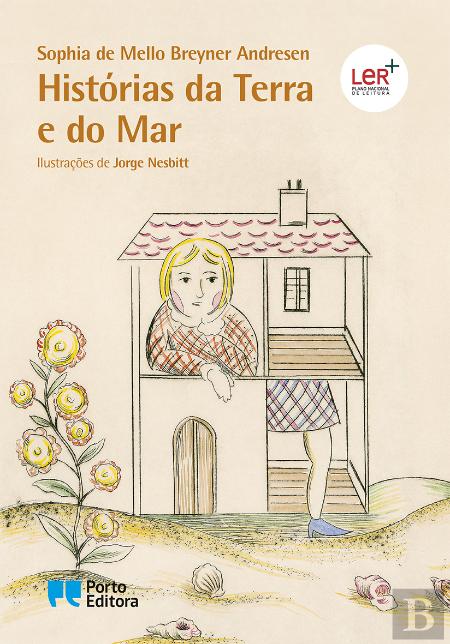 Sophia de Mello Breyner Andresen
Histórias da Terra
e do Mar
Ilustrações de Jorge Nesbitt
LER+
PLANO NACIONAL
DE LEITURA
Porto
Editora
B